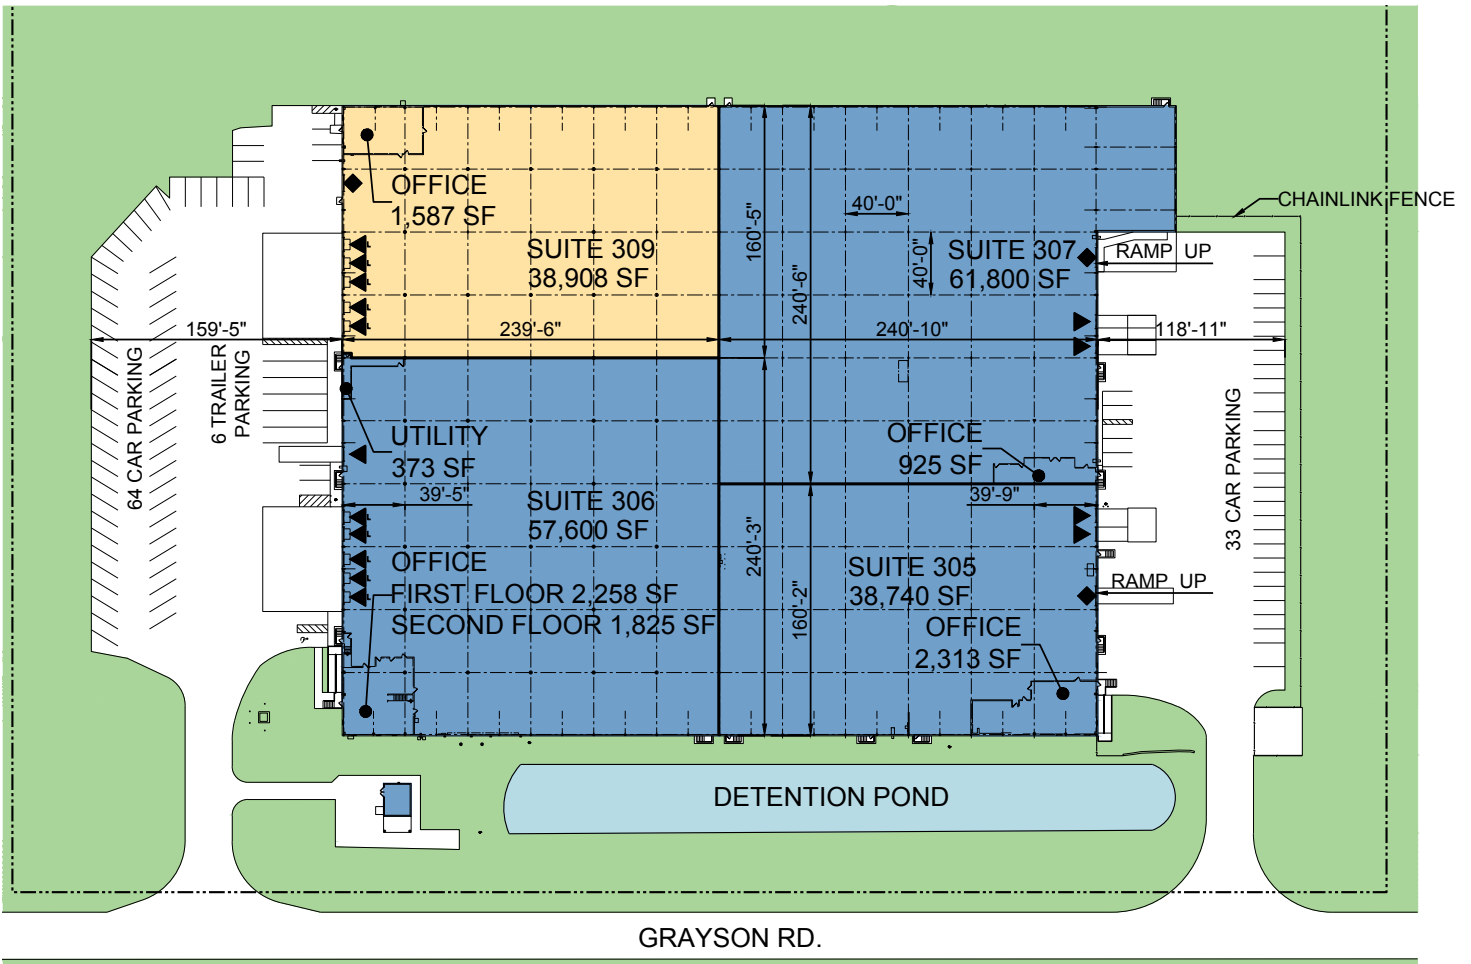 CHAINLINK FENCE
OFFICE
1,587 SF
SUITE 309
38,908 SF
160'-5"
40'-0"
240'-6"
40'-0"
SUITE 307
61,800 SF
RAMP UP
159'-5"
239'-6"
240'-10"
118'-11"
64 CAR PARKING
6 TRAILER
PARKING
UTILITY
373 SF
39'-5"
SUITE 306
57,600 SF
OFFICE
FIRST FLOOR 2,258 SF
SECOND FLOOR 1,825 SF
OFFICE
925 SF
39'-9"
240'-3"
160'-2"
SUITE 305
38,740 SF
OFFICE
2,313 SF
RAMP UP
33 CAR PARKING
DETENTION POND
GRAYSON RD.